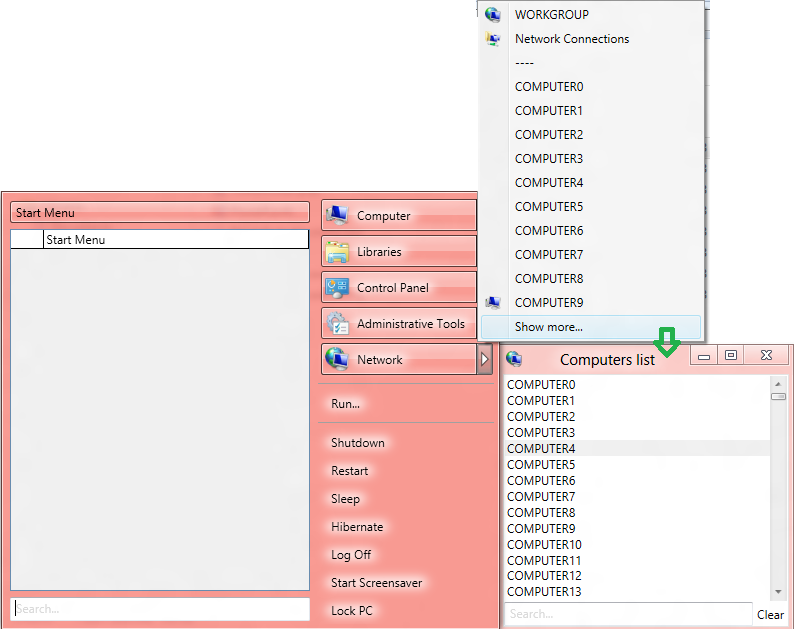 WORKGROUP
Network Connections
----
COMPUTER0
COMPUTER1
COMPUTER2
COMPUTER3
COMPUTER4
COMPUTER5
COMPUTER6
COMPUTER7
COMPUTER8
COMPUTER9
Show more...
Start Menu
Start Menu
Search...
Computer
Libraries
Control Panel
Administrative Tools
Network
Run...
Shutdown
Restart
Sleep
Hibernate
Log Off
Start Screensaver
Lock PC
Computers list
COMPUTER0
COMPUTER1
COMPUTER2
COMPUTER3
COMPUTER4
COMPUTER5
COMPUTER6
COMPUTER7
COMPUTER8
COMPUTER9
COMPUTER10
COMPUTER11
COMPUTER12
COMPUTER13
Search...
Clear